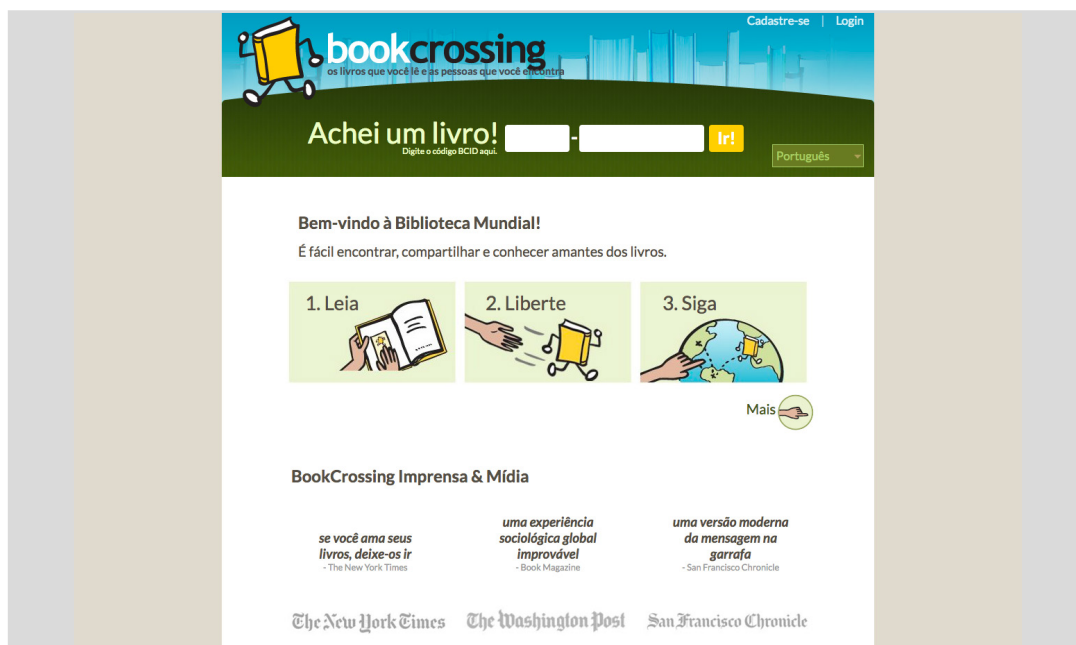 Cadastre-se | Login
bookcrossing
os livros que você lê e as pessoas que você encontra
Achei um livro! - Ir!
Digite o código BCID aqui.
Português
Bem-vindo à Biblioteca Mundial!
É fácil encontrar, compartilhar e conhecer amantes dos livros.
1. Leia
2. Liberte
3. Siga
Mais
BookCrossing Imprensa & Mídia
se você ama seus
livros, deixe-os ir
- The New York Times
uma experiência
sociológica global
improvável
- Book Magazine
uma versão moderna
da mensagem na
garrafa
- San Francisco Chronicle
The New York Times
The Washington Post
San Francisco Chronicle